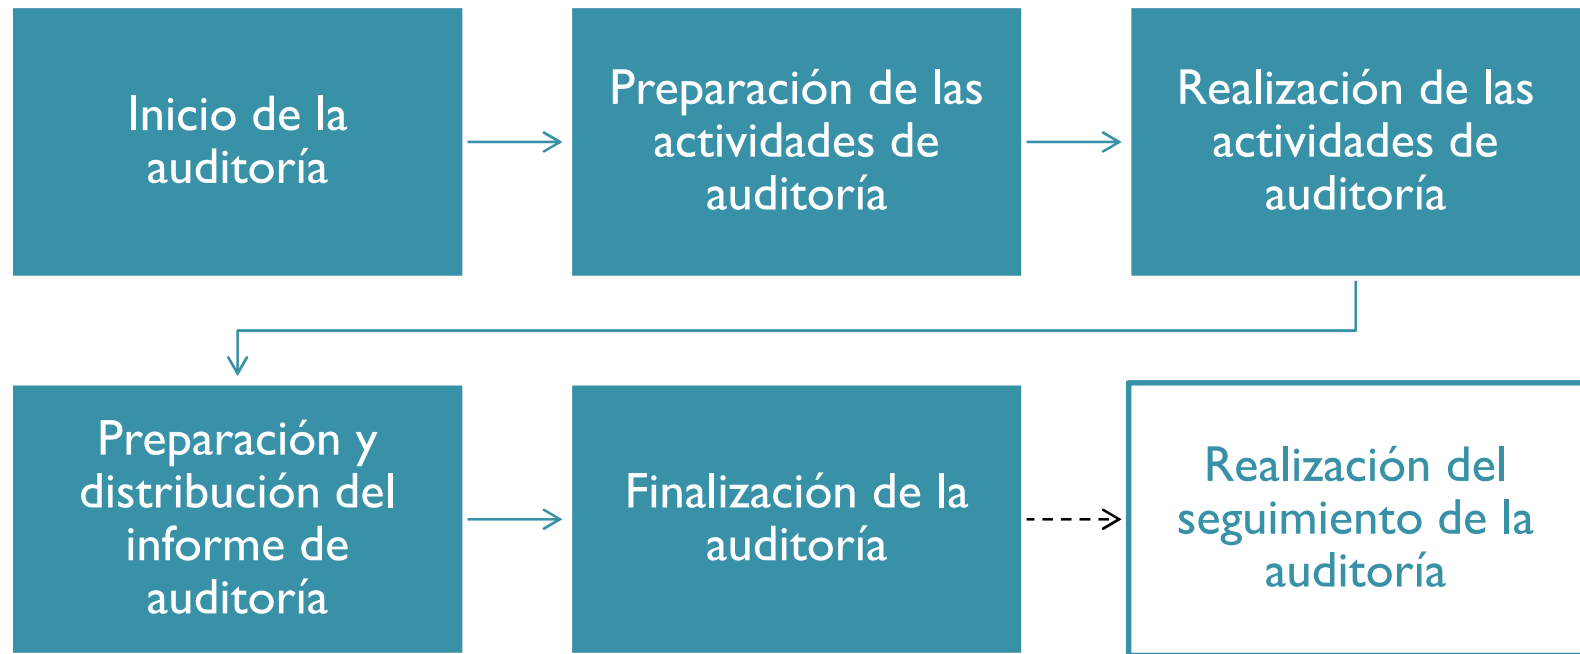 Inicio de la
auditoría
Preparación de las
actividades de
auditoría
Realización de las
actividades de
auditoría
Preparación y
distribución del
informe de
auditoría
Finalización de la
auditoría
Realización del
seguimiento de la
auditoría